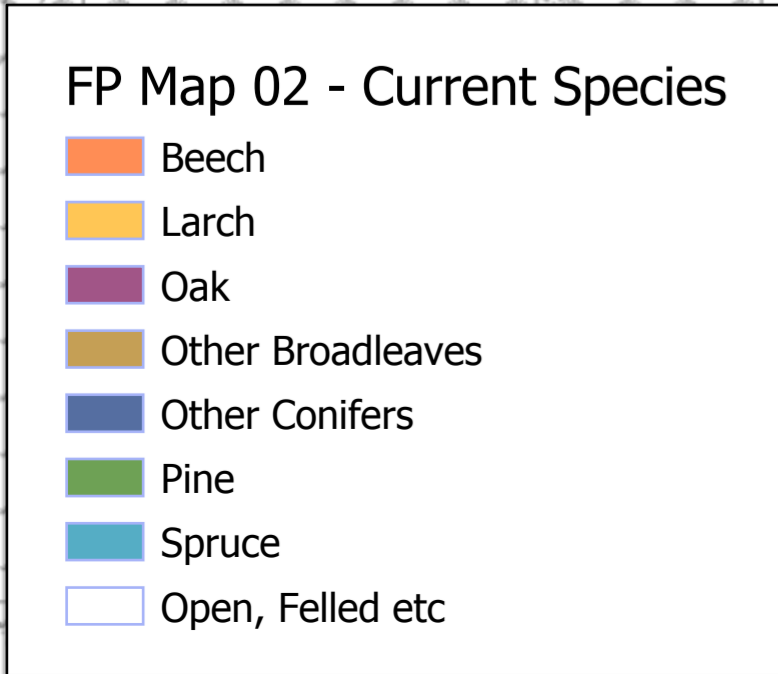 FP Map 02 - Current Species
Beech
Larch
Oak
Other Broadleaves
Other Conifers
Pine
Spruce
Open, Felled etc